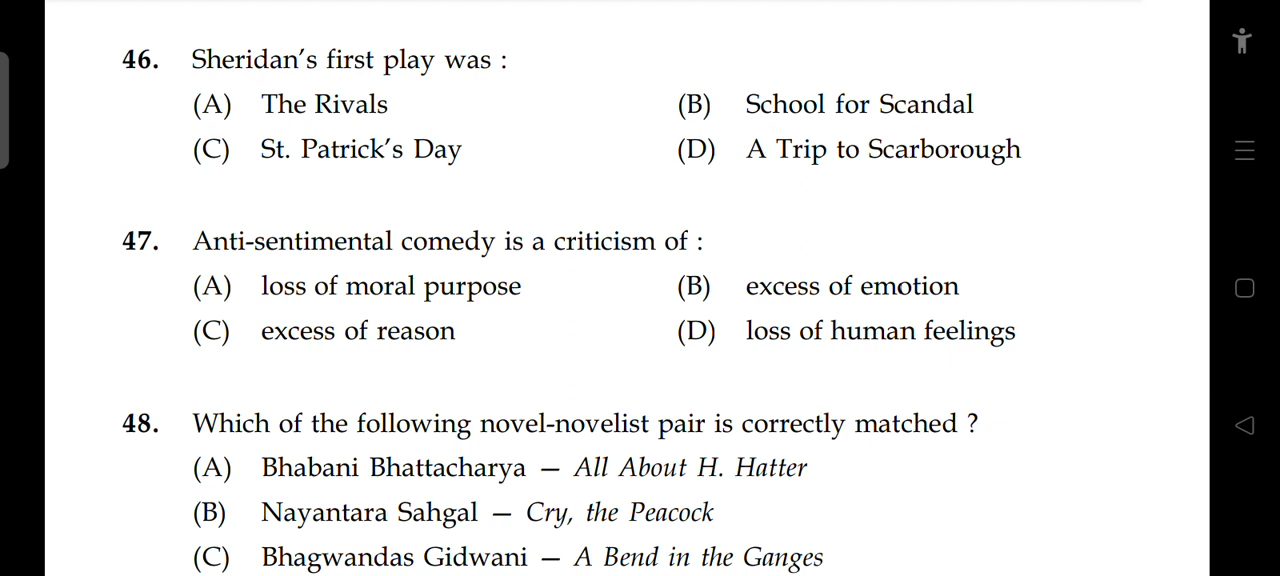 46. Sheridan's first play was :
(A) The Rivals (B) School for Scandal
(C) St. Patrick's Day (D) A Trip to Scarborough
47. Anti-sentimental comedy is a criticism of :
(A) loss of moral purpose (B) excess of emotion
(C) excess of reason (D) loss of human feelings
48. Which of the following novel-novelist pair is correctly matched ?
(A) Bhabani Bhattacharya — All About H. Hatter
(B) Nayantara Sahgal — Cry, the Peacock
(C) Bhagwandas Gidwani — A Bend in the Ganges